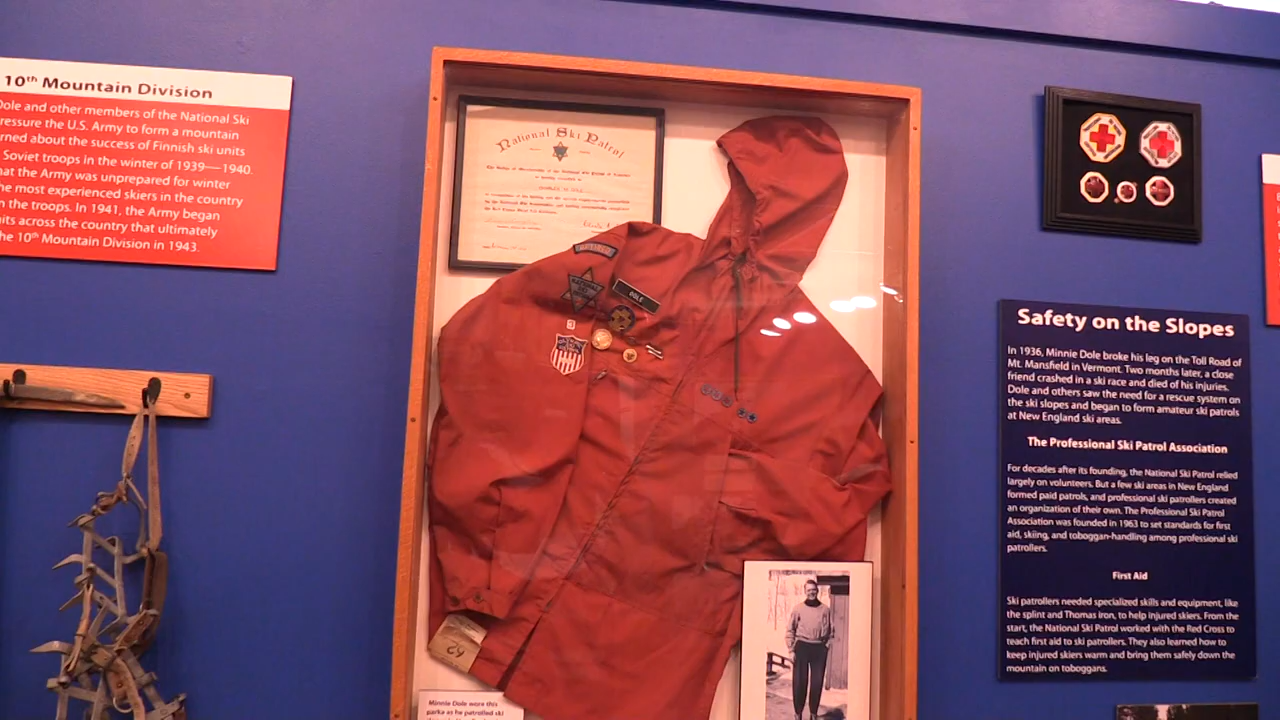 10th Mountain Division
Dole and other members of the National Ski
ressure the U.S. Army to form a mountain
rned about the success of Finnish ski units
Soviet troops in the winter of 1939—1940.
hat the Army was unprepared for winter
he most experienced skiers in the country
n the troops. In 1941, the Army began
its across the country that ultimately
he 10th Mountain Division in 1943.
National Ski Patrol
NATIONAL
DOLE
Minnie Dole wore this
parka as he patrolled ski
Safety on the Slopes
In 1936, Minnie Dole broke his leg on the Toll Road of
Mt. Mansfield in Vermont. Two months later, a close
friend crashed in a ski race and died of his injuries.
Dole and others saw the need for a rescue system on
the ski slopes and began to form amateur ski patrols
at New England ski areas.
The Professional Ski Patrol Association
For decades after its founding, the National Ski Patrol relied
largely on volunteers. But a few ski areas in New England
formed paid patrols, and professional ski patrollers created
an organization of their own. The Professional Ski Patrol
Association was founded in 1963 to set standards for first
aid, skiing, and toboggan-handling among professional ski
patrollers.
First Aid
Ski patrollers needed specialized skills and equipment, like
the splint and Thomas iron, to help injured skiers. From the
start, the National Ski Patrol worked with the Red Cross to
teach first aid to ski patrollers. They also learned how to
keep injured skiers warm and bring them safely down the
mountain on toboggans.